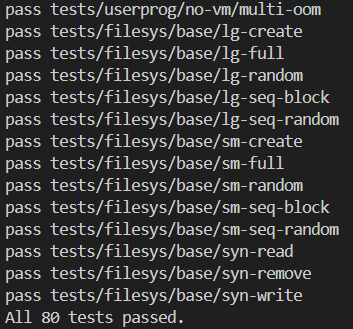 pass tests/userprog/no-vm/multi-oom
pass tests/filesys/base/lg-create
pass tests/filesys/base/lg-full
pass tests/filesys/base/lg-random
pass tests/filesys/base/lg-seq-block
pass tests/filesys/base/lg-seq-random
pass tests/filesys/base/sm-create
pass tests/filesys/base/sm-full
pass tests/filesys/base/sm-random
pass tests/filesys/base/sm-seq-block
pass tests/filesys/base/sm-seq-random
pass tests/filesys/base/syn-read
pass tests/filesys/base/syn-remove
pass tests/filesys/base/syn-write
All 80 tests passed.